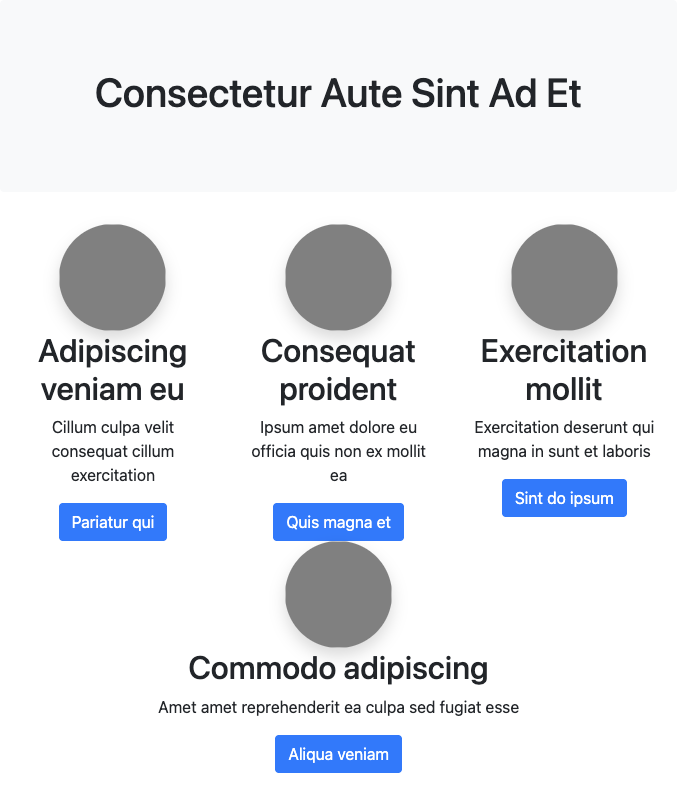 Consectetur Aute Sint Ad Et
Adipiscing
veniam eu
Cillum culpa velit
consequat cillum
exercitation
Pariatur qui
Consequat
proident
Ipsum amet dolore eu
officia quis non ex mollit
ea
Quis magna et
Exercitation
mollit
Exercitation deserunt qui
magna in sunt et laboris
Sint do ipsum
Commodo adipiscing
Amet amet reprehenderit ea culpa sed fugiat esse
Aliqua veniam